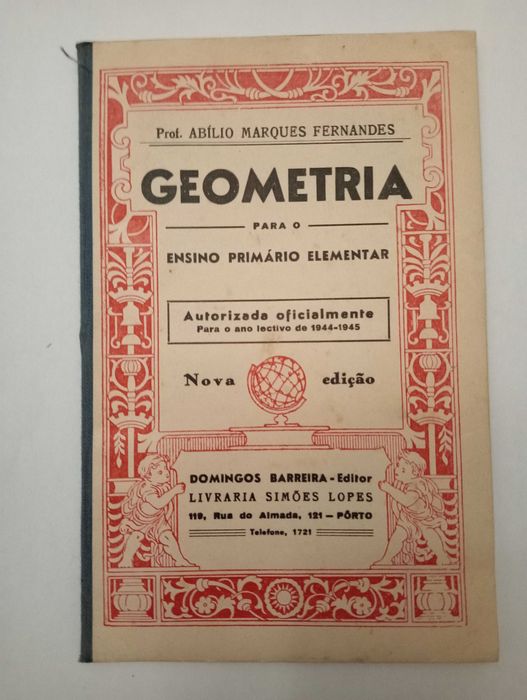 Prof. ABÍLIO MARQUES FERNANDES
GEOMETRIA
PARA O
ENSINO PRIMÁRIO ELEMENTAR
Autorizada oficialmente
Para o ano lectivo de 1944-1945
Nova edição
DOMINGOS BARREIRA - Editor
LIVRARIA SIMÕES LOPES
119, Rua do Almada, 121 — PÔRTO
Telefone, 1721